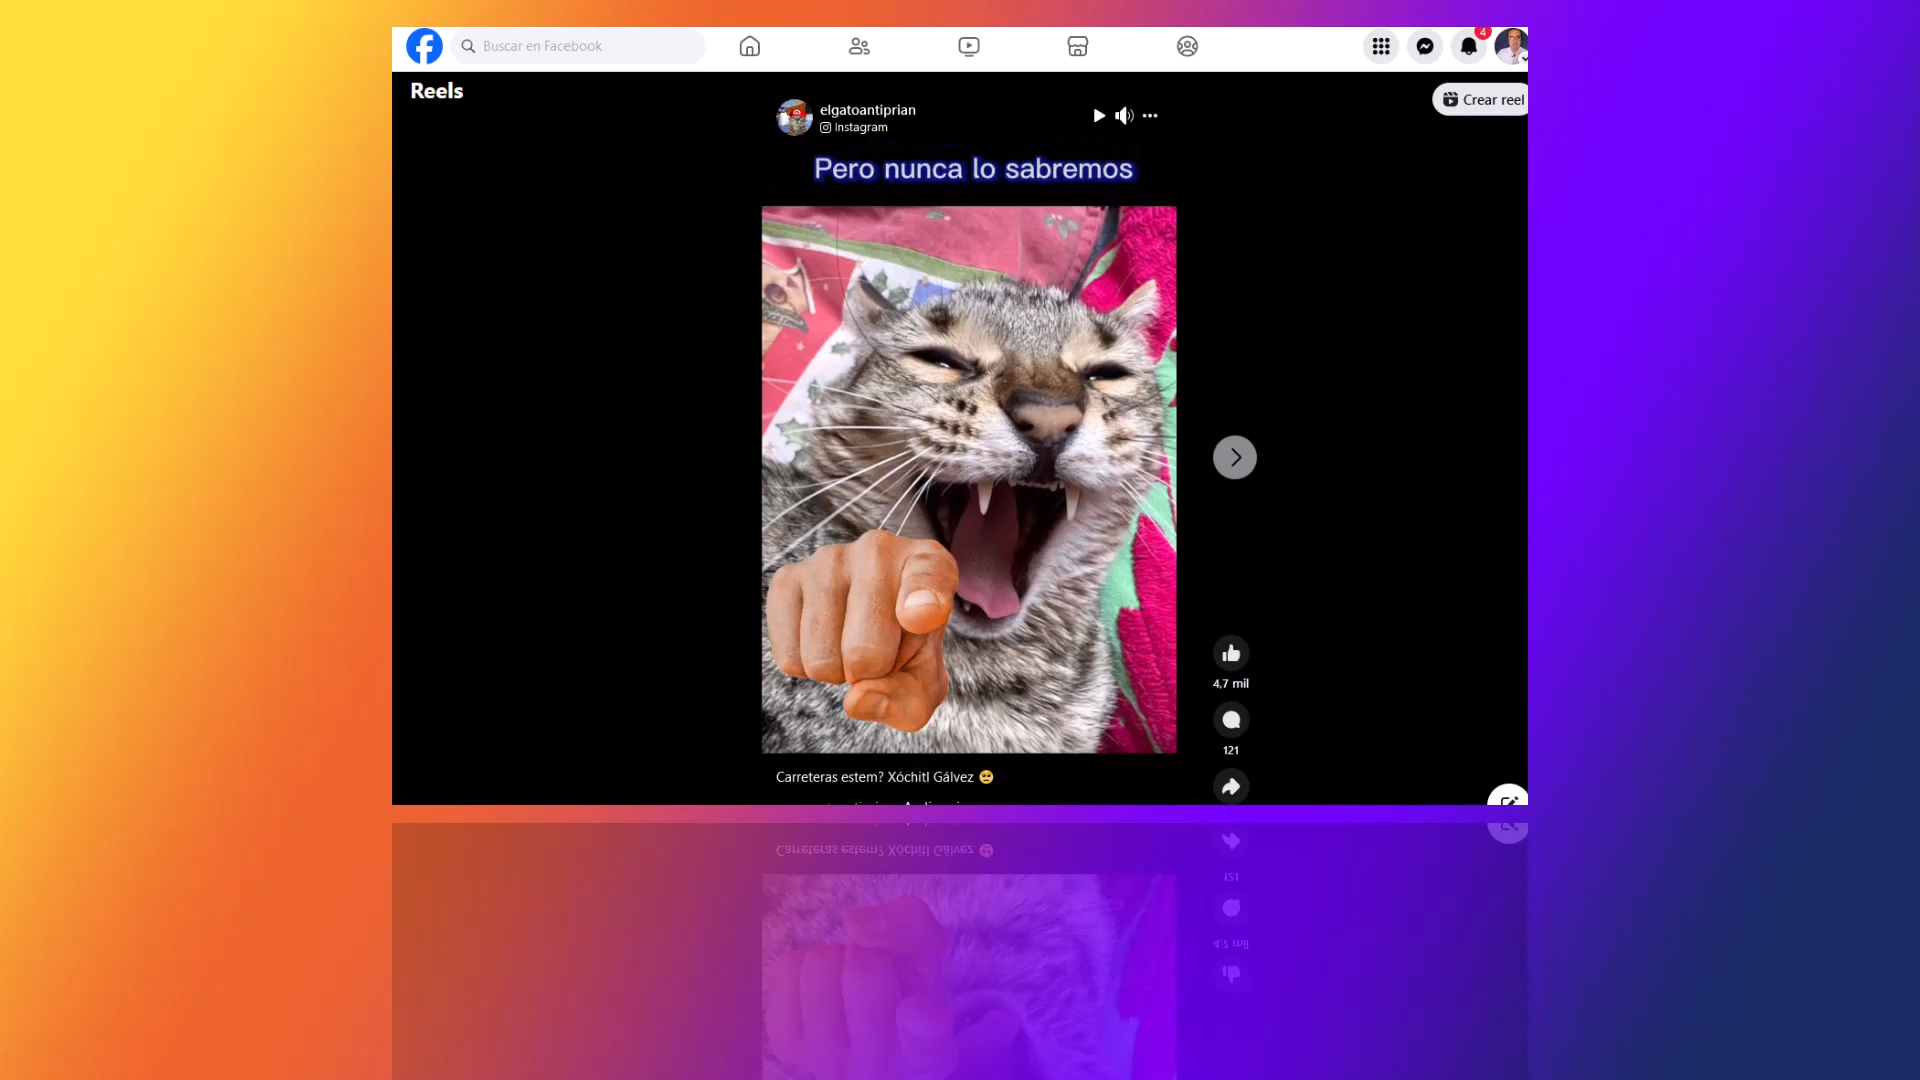 Buscar en Facebook
4
Reels
Crear reel
elgatoantiprian
Instagram
Pero nunca lo sabremos
4,7 mil
121
Carreteras estem? Xóchitl Gálvez 🥺